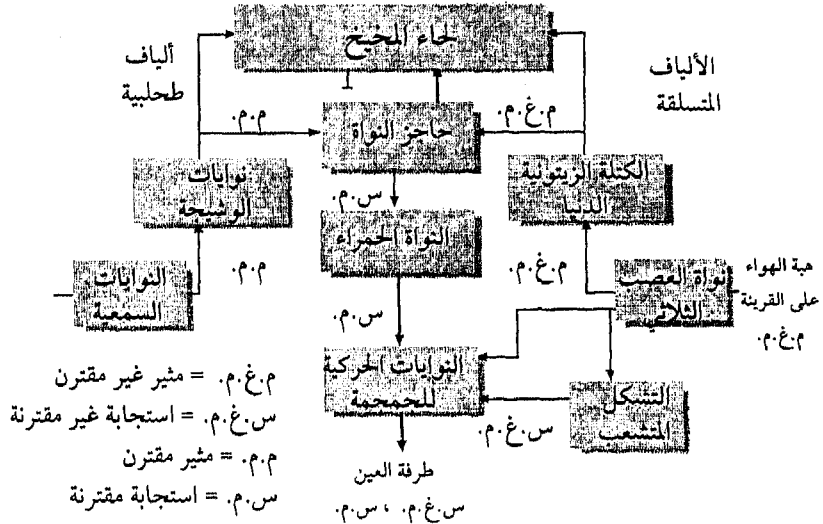 لحاء المخيخ
ألياف
طحلبية
الألياف
المتسلقة
م.م.
حاجز النواة
م.غ.م.
نوايات
الوشيجة
س.م.
الكتلة الزيتونية
الدنيا
النواة الحمراء
م.م.
النوايات
السمعية
م.غ.م.
نواة العصب
الثلاثي
هبة الهواء
على القرينة
م.غ.م.
س.م.
النوايات الحركية
للجمجمة
التشكل
المتشعب
س.غ.م.
طرفة العين
س.غ.م. ، س.م.
م.غ.م. = مثير غير مقترن
س.غ.م. = استجابة غير مقترنة
م.م. = مثير مقترن
س.م. = استجابة مقترنة